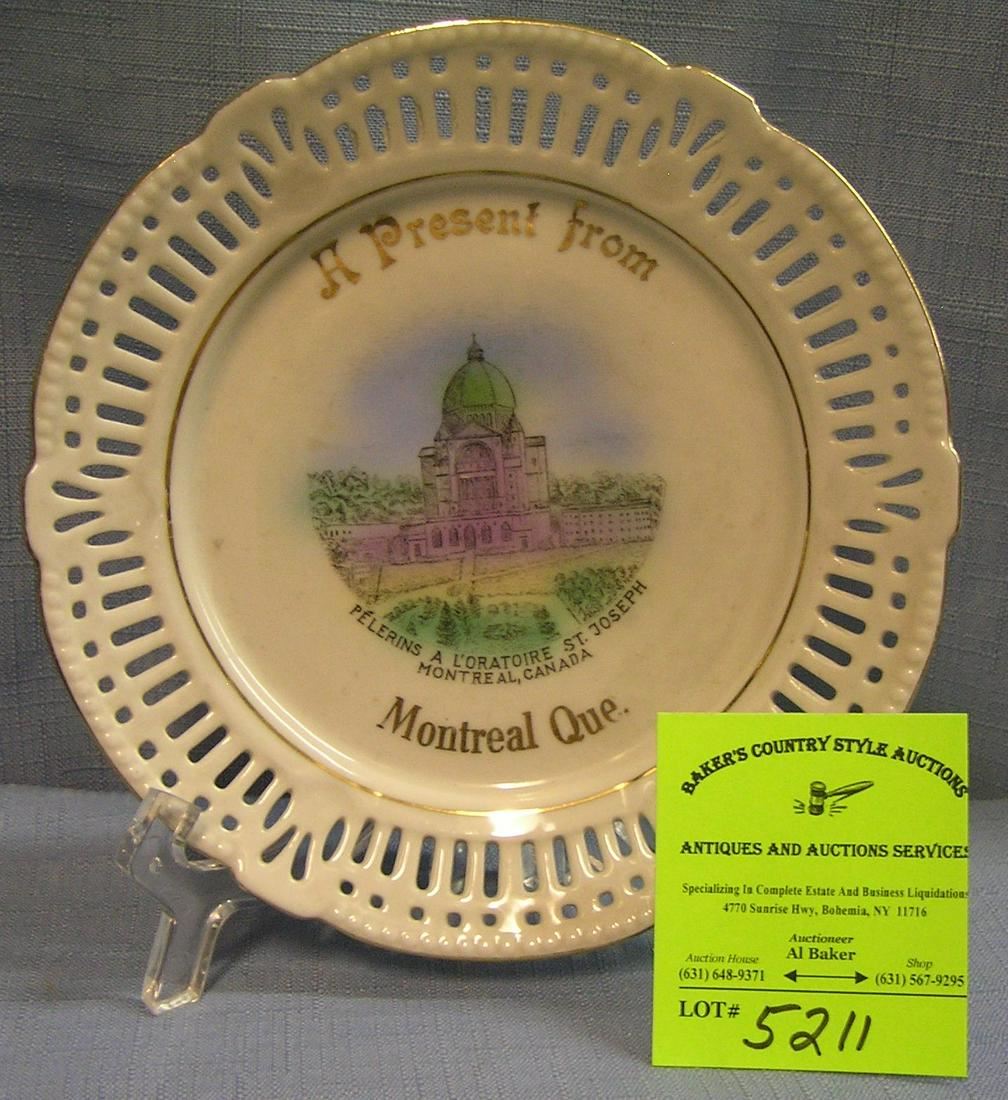 A Present from
PÉLERINS A L'ORATOIRE ST. JOSEPH
MONTREAL, CANADA
Montreal Que.
BAKER'S COUNTRY STYLE AUCTIONS
ANTIQUES AND AUCTIONS SERVICES
Specializing In Complete Estate And Business Liquidations
4770 Sunrise Hwy, Bohemia, NY 11716
Auctioneer
Auction House Al Baker Shop
(631) 648-9371 (631) 567-9295
LOT# 5211